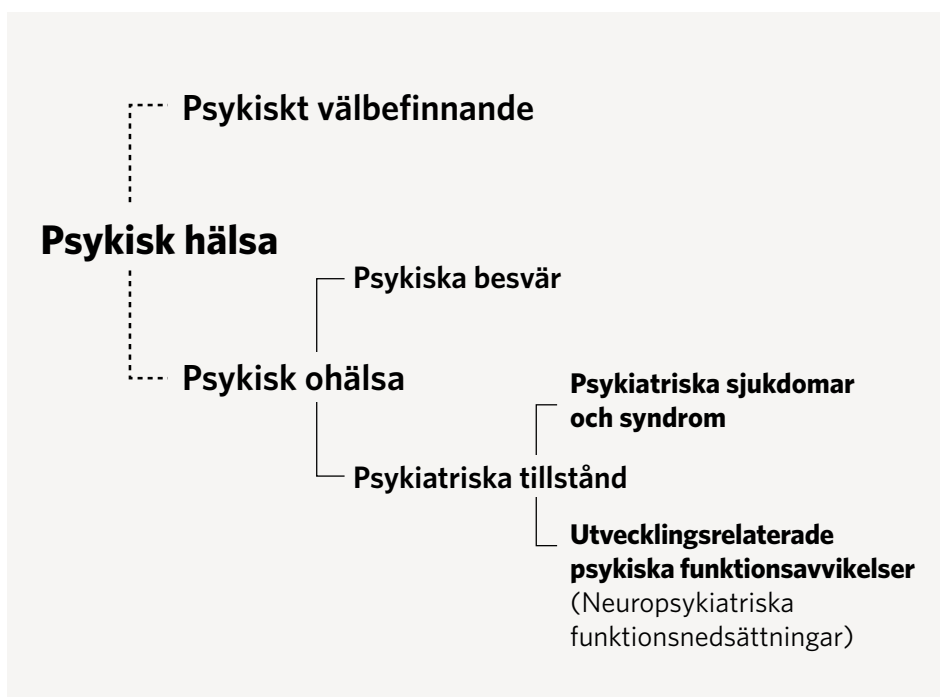 Psykiskt välbefinnande
Psykisk hälsa
Psykiska besvär
Psykisk ohälsa
Psykiatriska sjukdomar
och syndrom
Psykiatriska tillstånd
Utvecklingsrelaterade
psykiska funktionsavvikelser
(Neuropsykiatriska
funktionsnedsättningar)